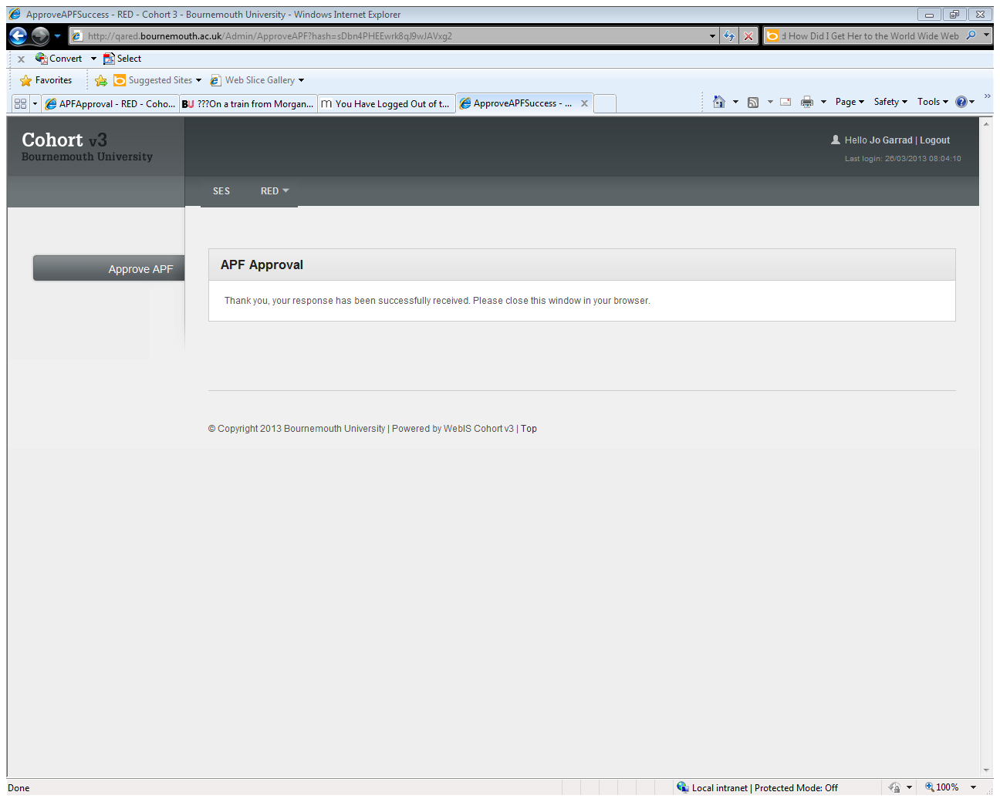 ApproveAPFSuccess - RED - Cohort 3 - Bournemouth University - Windows Internet Explorer
http://qared.bournemouth.ac.uk/Admin/ApproveAPF?hash=sDbn4PHEEwrk8qJ9wJAVxg2
d How Did I Get Her to the World Wide Web
x Convert Select
Favorites Suggested Sites Web Slice Gallery
APFApproval - RED - Coho... BU ???On a train from Morgan... m You Have Logged Out of t... ApproveAPFSuccess - ... x Page Safety Tools »
Cohort v3
Bournemouth University
Hello Jo Garrad | Logout
Last login: 26/03/2013 08:04:10
SES RED
Approve APF
APF Approval
Thank you, your response has been successfully received. Please close this window in your browser.
© Copyright 2013 Bournemouth University | Powered by WebIS Cohort v3 | Top
Done Local intranet | Protected Mode: Off 100%